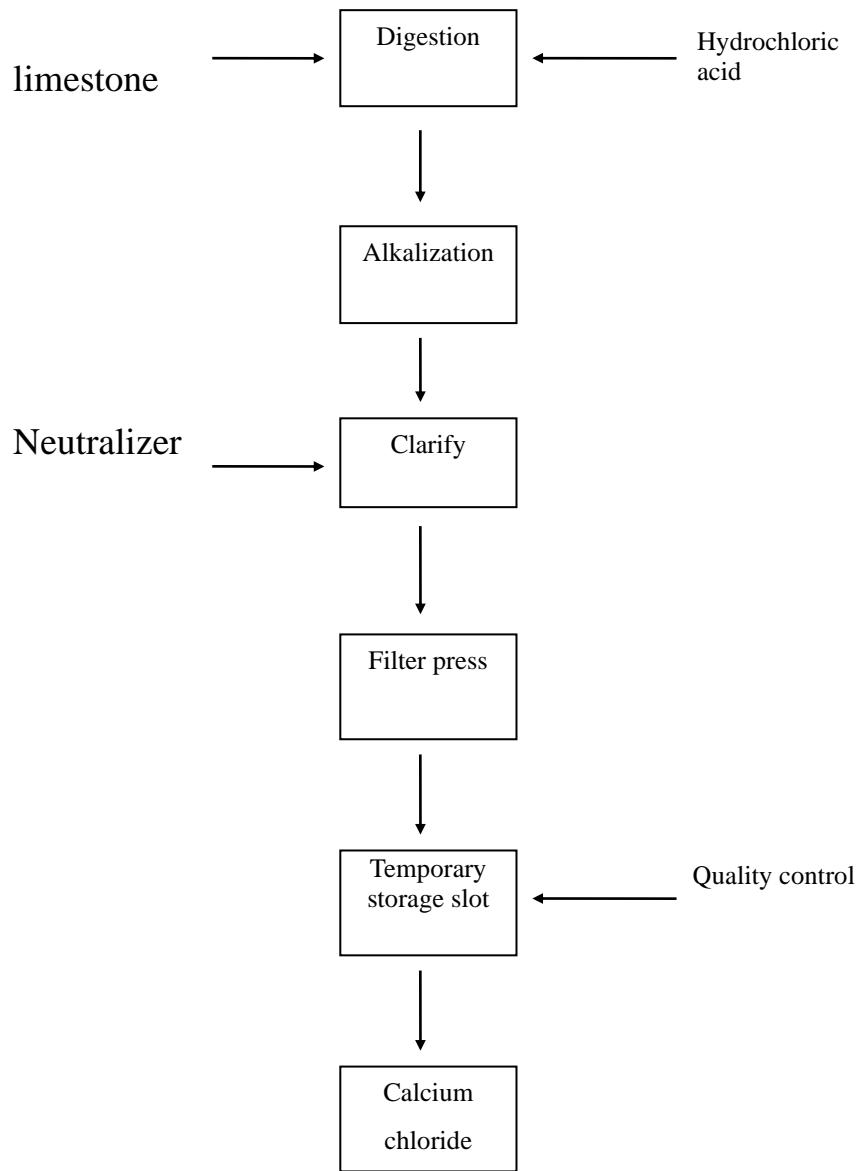 Digestion
limestone
Hydrochloric
acid
Alkalization
Neutralizer
Clarify
Filter press
Temporary
storage slot
Quality control
Calcium
chloride